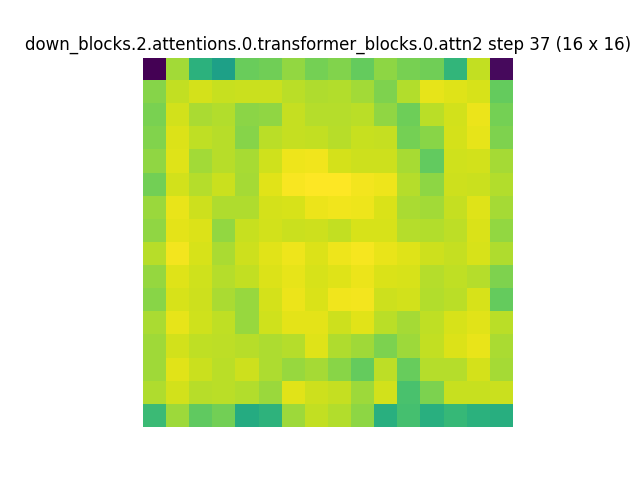 down_blocks.2.attentions.0.transformer_blocks.0.attn2 step 37 (16 x 16)